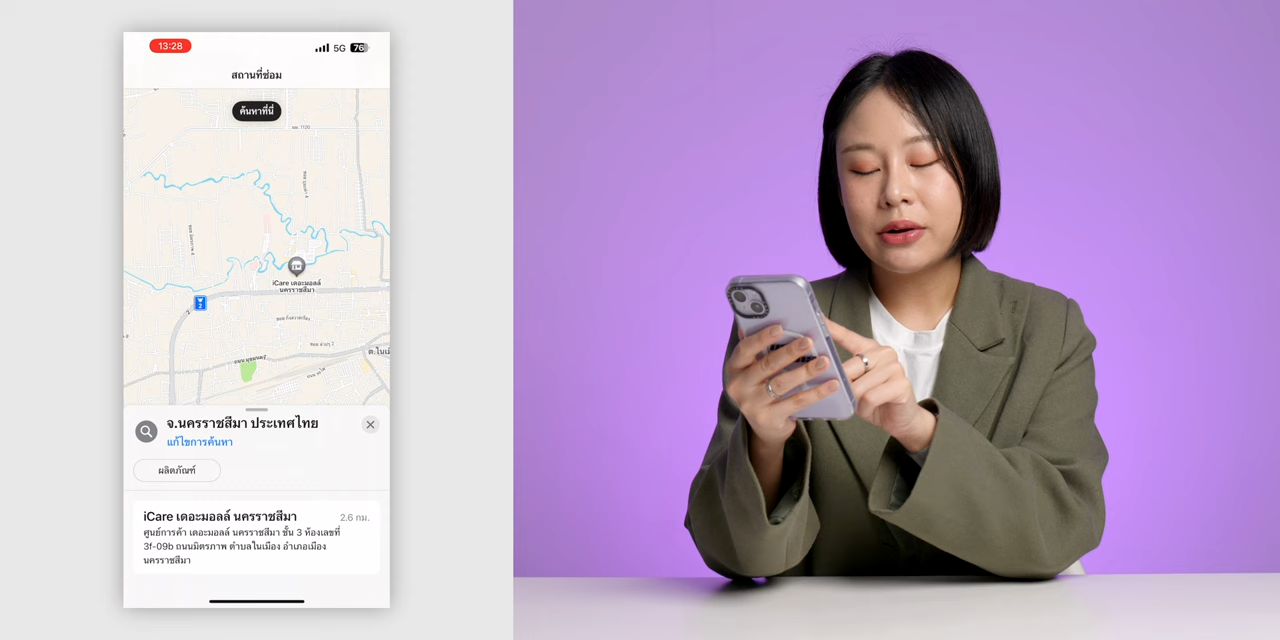 13:28
5G 76
สถานที่ซ่อม
ค้นหาที่นี่
iCare เดอะมอลล์
นครราชสีมา
2
2
ต.ในเมื
จ.นครราชสีมา ประเทศไทย
แก้ไขการค้นหา
ผลิตภัณฑ์
iCare เดอะมอลล์ นครราชสีมา
2.6 กม.
ศูนย์การค้า เดอะมอลล์ นครราชสีมา ชั้น 3 ห้องเลขที่
3f-09b ถนนมิตรภาพ ตำบลในเมือง อำเภอเมือง
นครราชสีมา